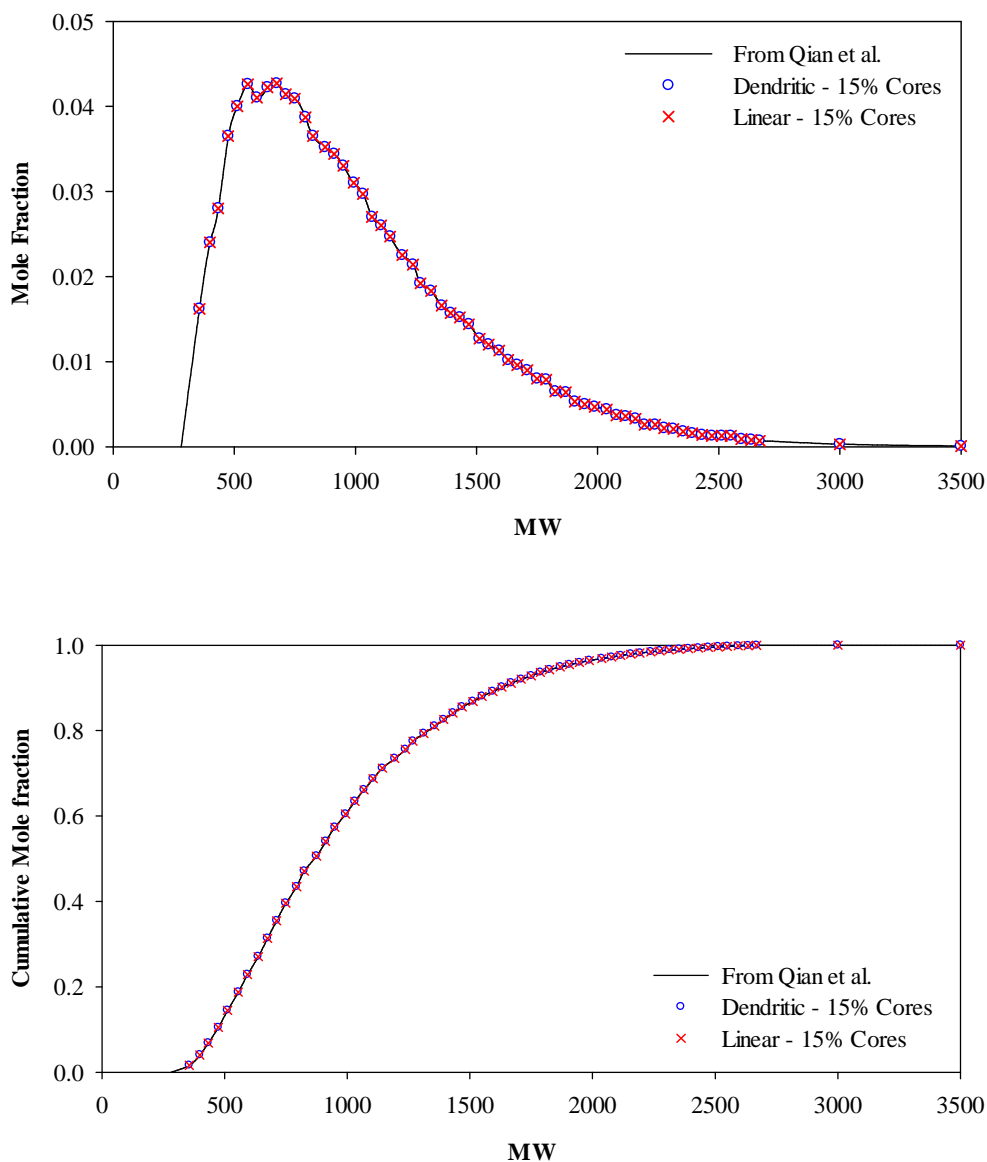 0.05
0.04
0.03
0.02
0.01
0.00
Mole Fraction
From Qian et al.
Dendritic - 15% Cores
Linear - 15% Cores
0 500 1000 1500 2000 2500 3000 3500
MW
1.0
0.8
0.6
0.4
0.2
0.0
Cumulative Mole fraction
From Qian et al.
Dendritic - 15% Cores
Linear - 15% Cores
0 500 1000 1500 2000 2500 3000 3500
MW